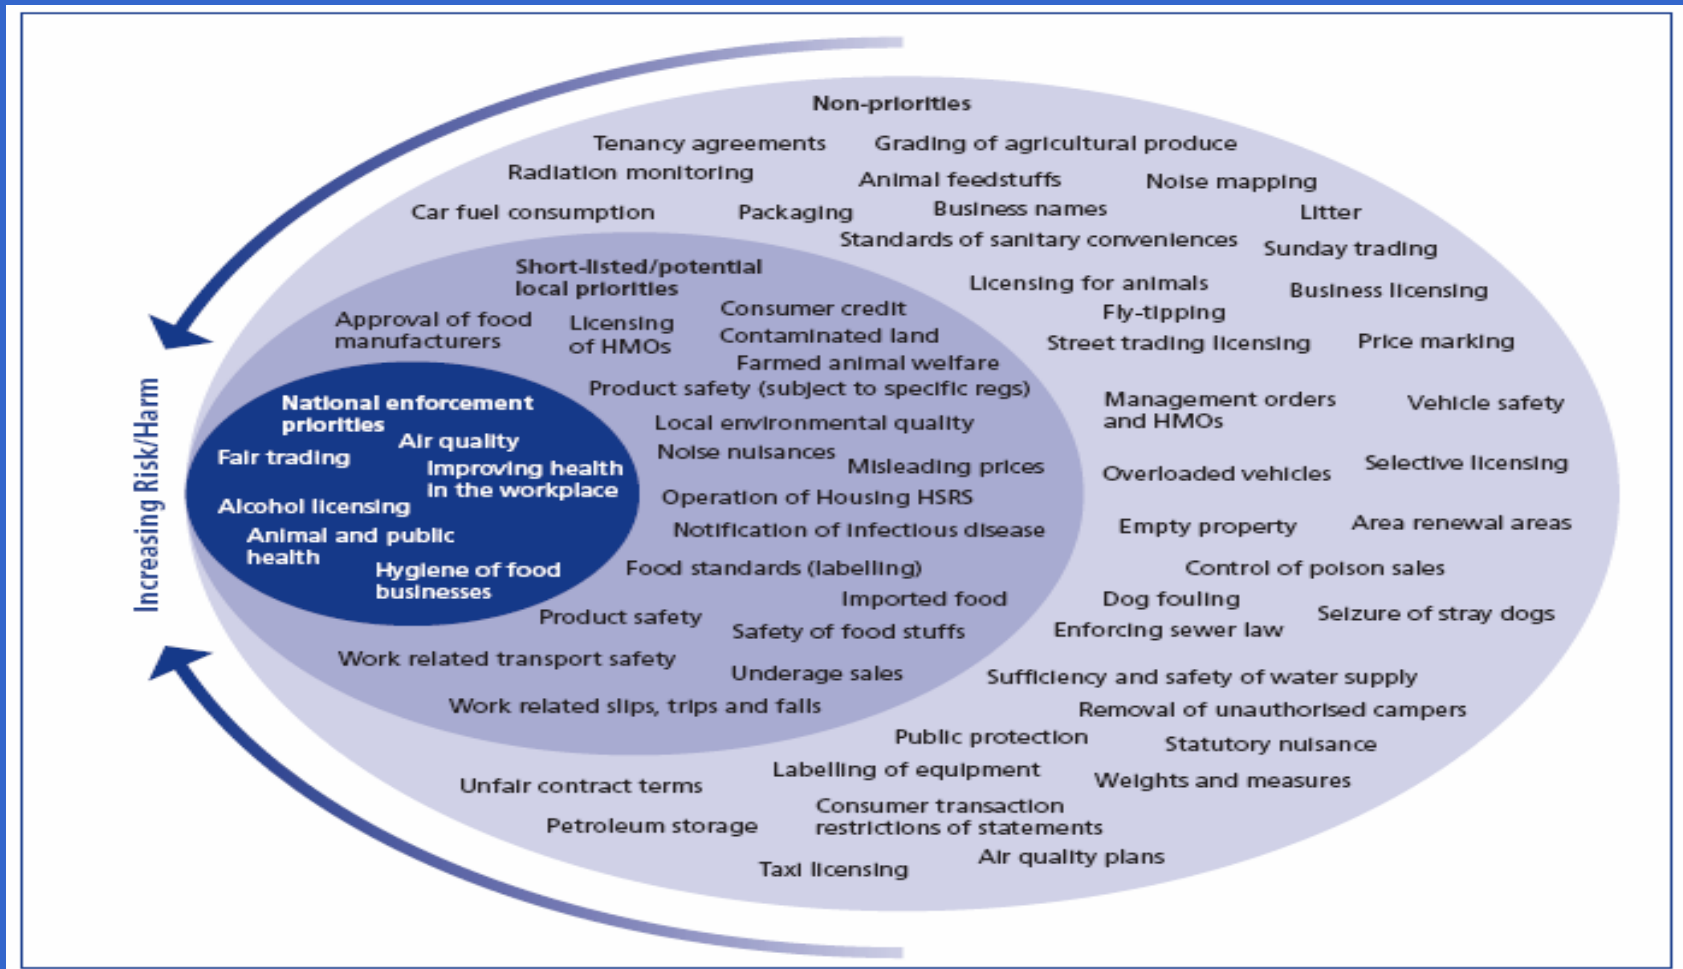 Non-priorities
Tenancy agreements
Grading of agricultural produce
Radiation monitoring
Animal feedstuffs
Noise mapping
Car fuel consumption
Packaging
Business names
Litter
Standards of sanitary conveniences
Sunday trading
Licensing for animals
Business licensing
Fly-tipping
Street trading licensing
Price marking
Management orders
and HMOs
Vehicle safety
Overloaded vehicles
Selective licensing
Empty property
Area renewal areas
Control of poison sales
Dog fouling
Seizure of stray dogs
Enforcing sewer law
Sufficiency and safety of water supply
Removal of unauthorised campers
Public protection
Statutory nuisance
Labelling of equipment
Weights and measures
Unfair contract terms
Consumer transaction
restrictions of statements
Petroleum storage
Air quality plans
Taxi licensing
Short-listed/potential
local priorities
Approval of food
manufacturers
Licensing
of HMOs
Consumer credit
Contaminated land
Farmed animal welfare
Product safety (subject to specific regs)
Local environmental quality
Noise nuisances
Misleading prices
Operation of Housing HSRS
Notification of infectious disease
Food standards (labelling)
Imported food
Product safety
Safety of food stuffs
Work related transport safety
Underage sales
Work related slips, trips and falls
National enforcement
priorities
Air quality
Fair trading
Improving health
in the workplace
Alcohol licensing
Animal and public
health
Hygiene of food
businesses
Increasing Risk/Harm